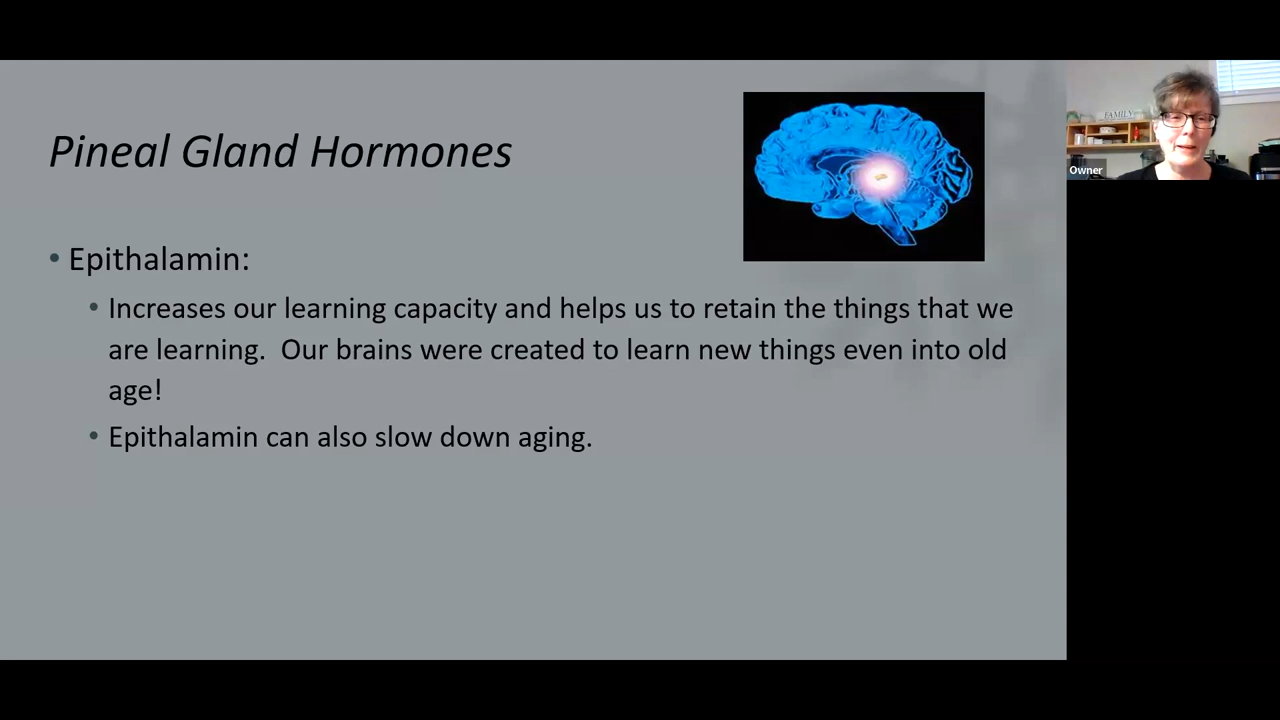 Pineal Gland Hormones
• Epithalamin:
• Increases our learning capacity and helps us to retain the things that we
are learning.  Our brains were created to learn new things even into old
age!
• Epithalamin can also slow down aging.
FAMILY
Owner